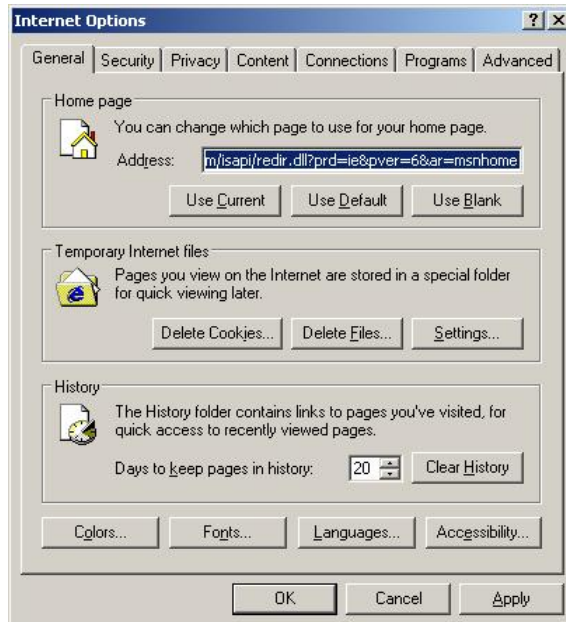 Internet Options
General Security Privacy Content Connections Programs Advanced
Home page
You can change which page to use for your home page.
Address: m/isapi/redir.dll?prd=ie&pver=6&ar=msnhome
Use Current Use Default Use Blank
Temporary Internet files
Pages you view on the Internet are stored in a special folder
for quick viewing later.
Delete Cookies... Delete Files... Settings...
History
The History folder contains links to pages you've visited, for
quick access to recently viewed pages.
Days to keep pages in history: 20 Clear History
Colors... Fonts... Languages... Accessibility...
OK Cancel Apply